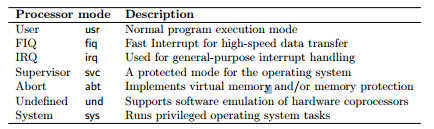 Processor mode Description
User usr Normal program execution mode
FIQ fiq Fast Interrupt for high-speed data transfer
IRQ irq Used for general-purpose interrupt handling
Supervisor svc A protected mode for the operating system
Abort abt Implements virtual memory and/or memory protection
Undefined und Supports software emulation of hardware coprocessors
System sys Runs privileged operating system tasks